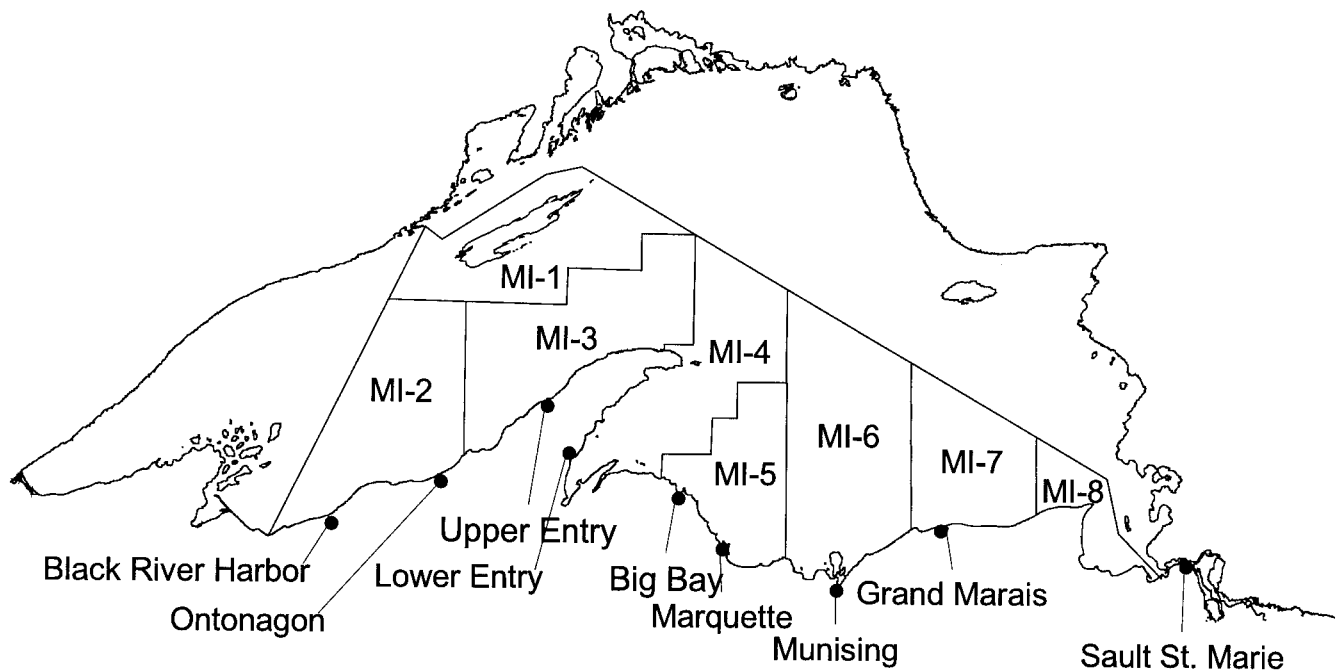 MI-1
MI-3
MI-4
MI-2
MI-6
MI-7
MI-5
MI-8
Upper Entry
Black River Harbor
Lower Entry
Big Bay
Grand Marais
Ontonagon
Marquette
Munising
Sault St. Marie